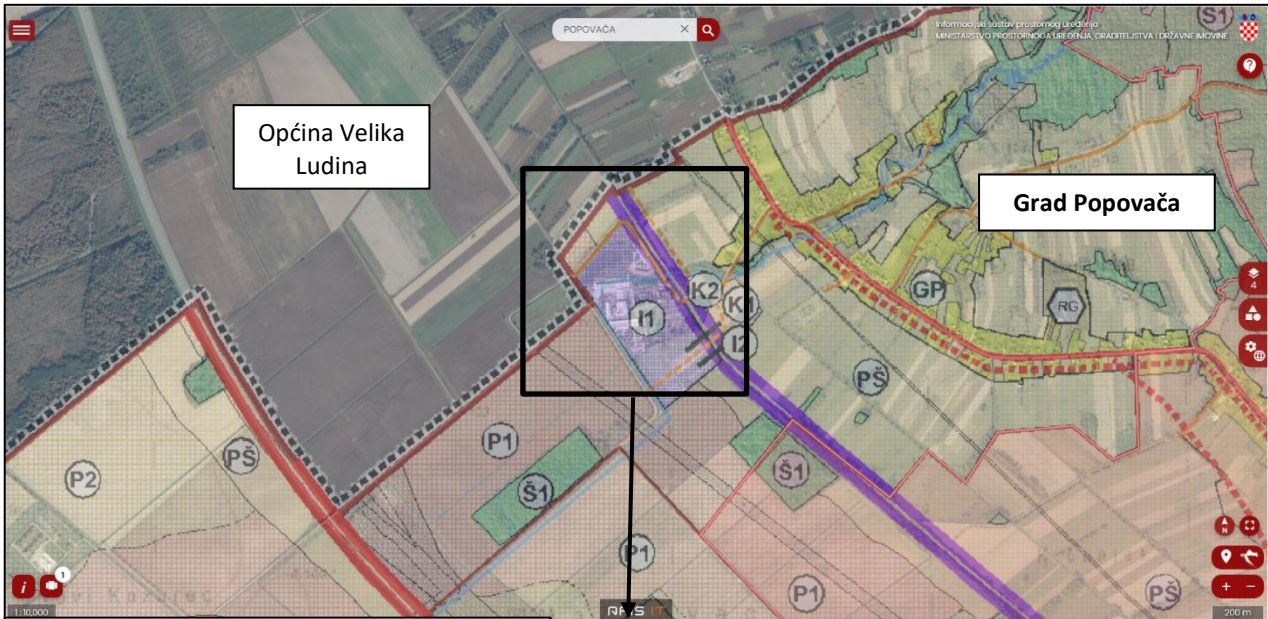 POPOVAČA
Informacijski sustav prostornog uređenja
MINISTARSTVO PROSTORNOGA UREĐENJA, GRADITELJSTVA I DRŽAVNE IMOVINE
S1
Općina Velika
Ludina
Grad Popovača
K2
K1
I1
I2
GP
RG
4
PŠ
P1
PŠ
Š1
P2
Š1
P1
P1
PŠ
N
i
1
1:10,000
200 m